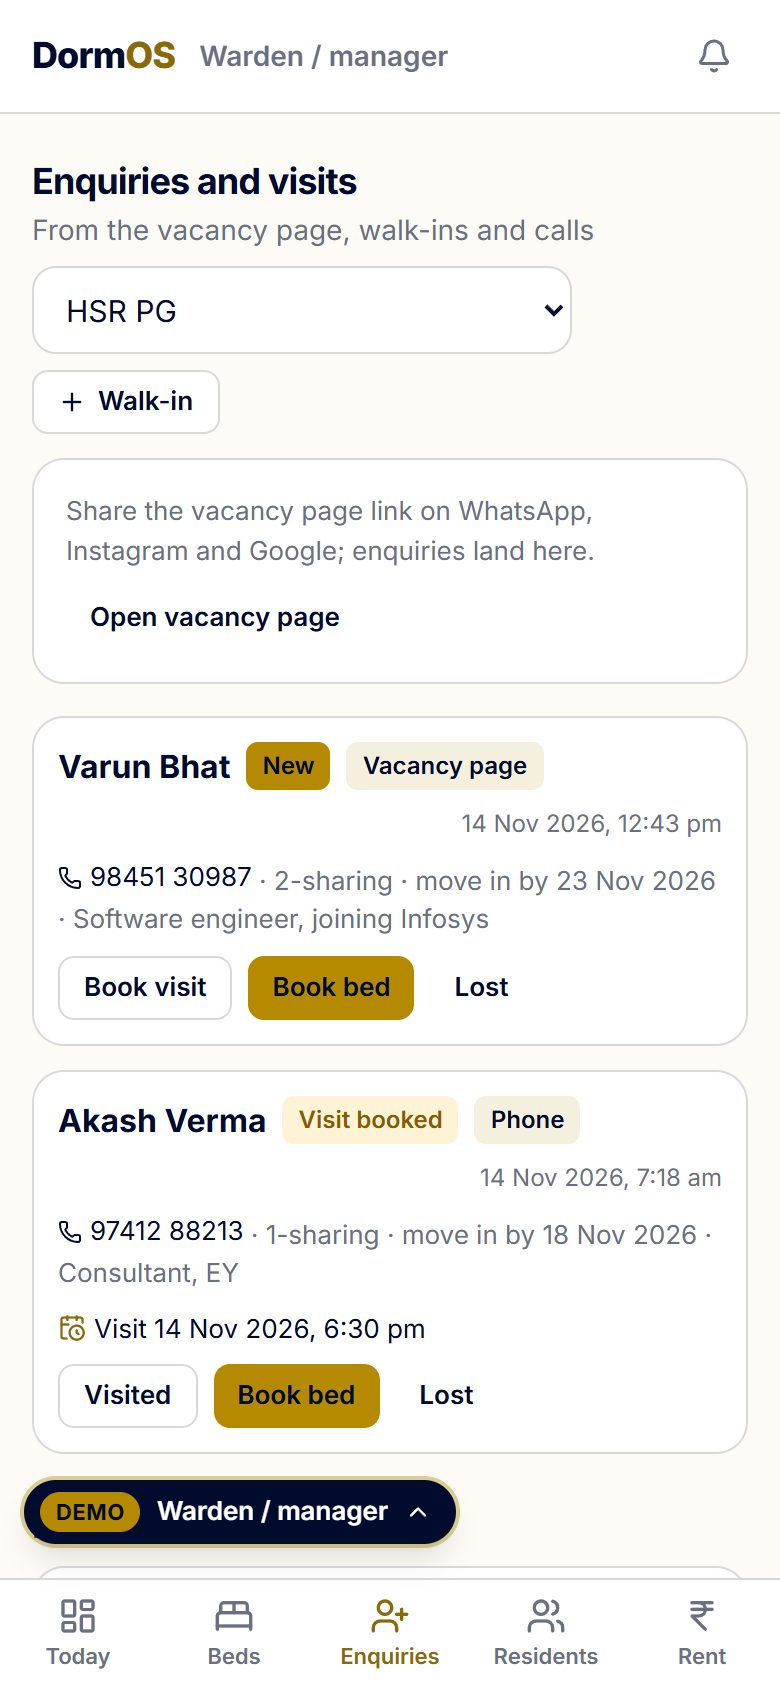 DormOS Warden / manager
Enquiries and visits
From the vacancy page, walk-ins and calls
HSR PG
+ Walk-in
Share the vacancy page link on WhatsApp,
Instagram and Google; enquiries land here.
Open vacancy page
Varun Bhat New Vacancy page
14 Nov 2026, 12:43 pm
98451 30987 · 2-sharing · move in by 23 Nov 2026
· Software engineer, joining Infosys
Book visit Book bed Lost
Akash Verma Visit booked Phone
14 Nov 2026, 7:18 am
97412 88213 · 1-sharing · move in by 18 Nov 2026 ·
Consultant, EY
Visit 14 Nov 2026, 6:30 pm
Visited Book bed Lost
DEMO Warden / manager
Today Beds Enquiries Residents Rent